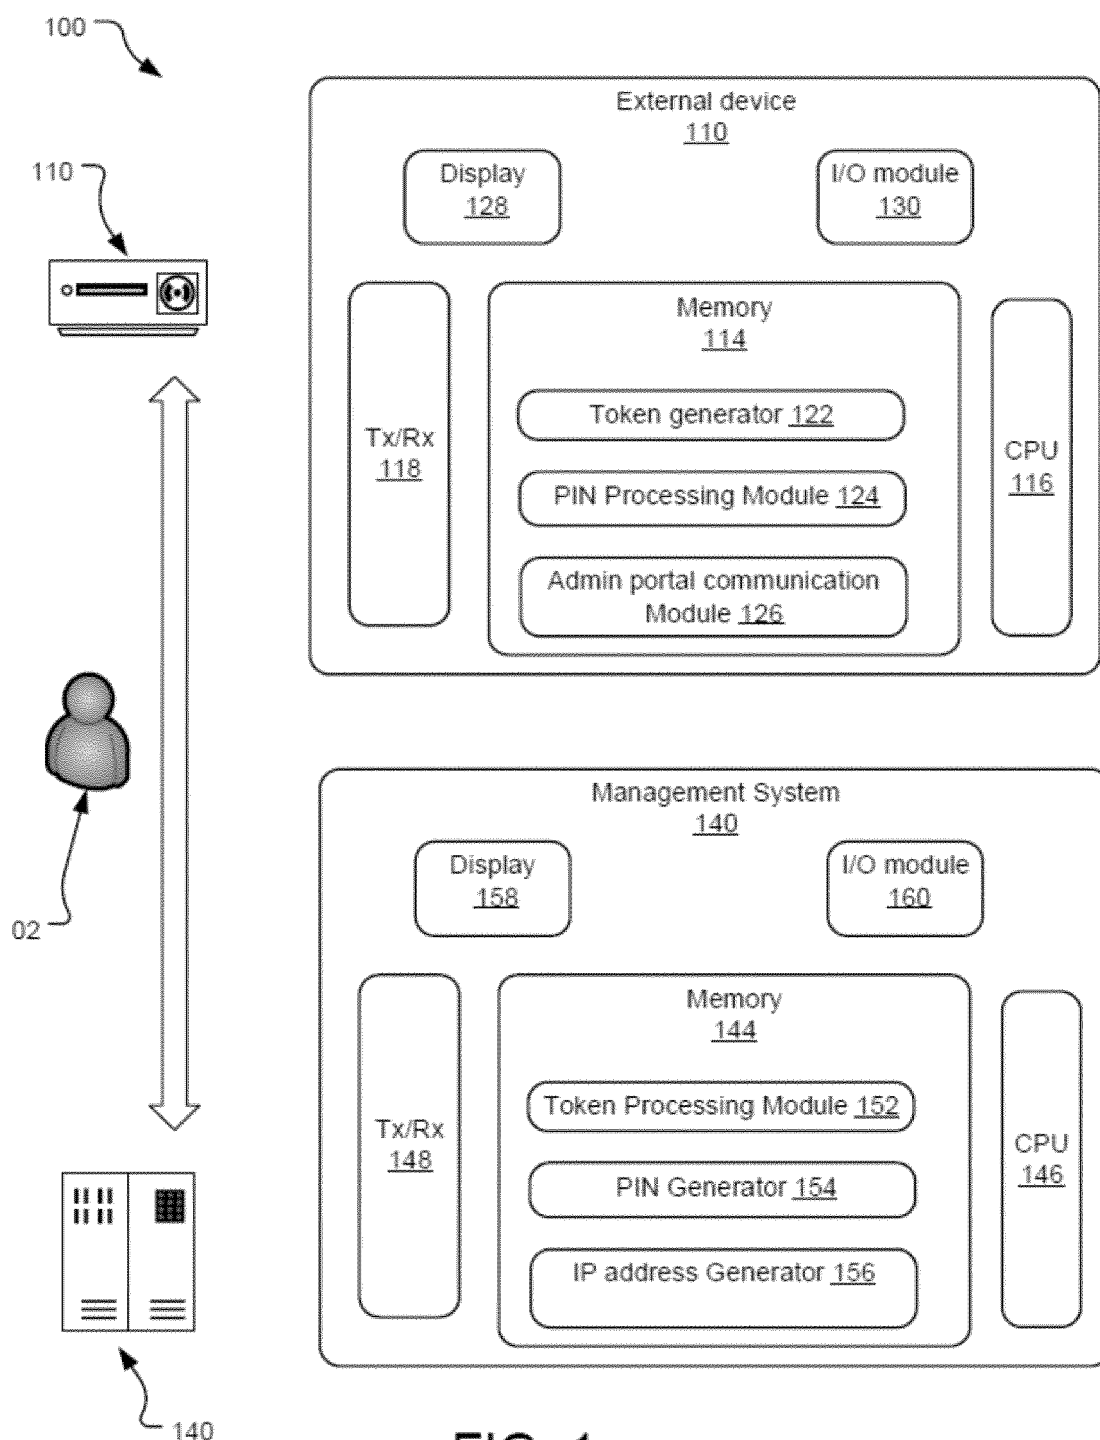 100
110
External device
110
Display
128
I/O module
130
Tx/Rx
118
Memory
114
Token generator 122
PIN Processing Module 124
Admin portal communication
Module 126
CPU
116
02
Management System
140
Display
158
I/O module
160
Tx/Rx
148
Memory
144
Token Processing Module 152
PIN Generator 154
IP address Generator 156
CPU
146
140
FIG. 1